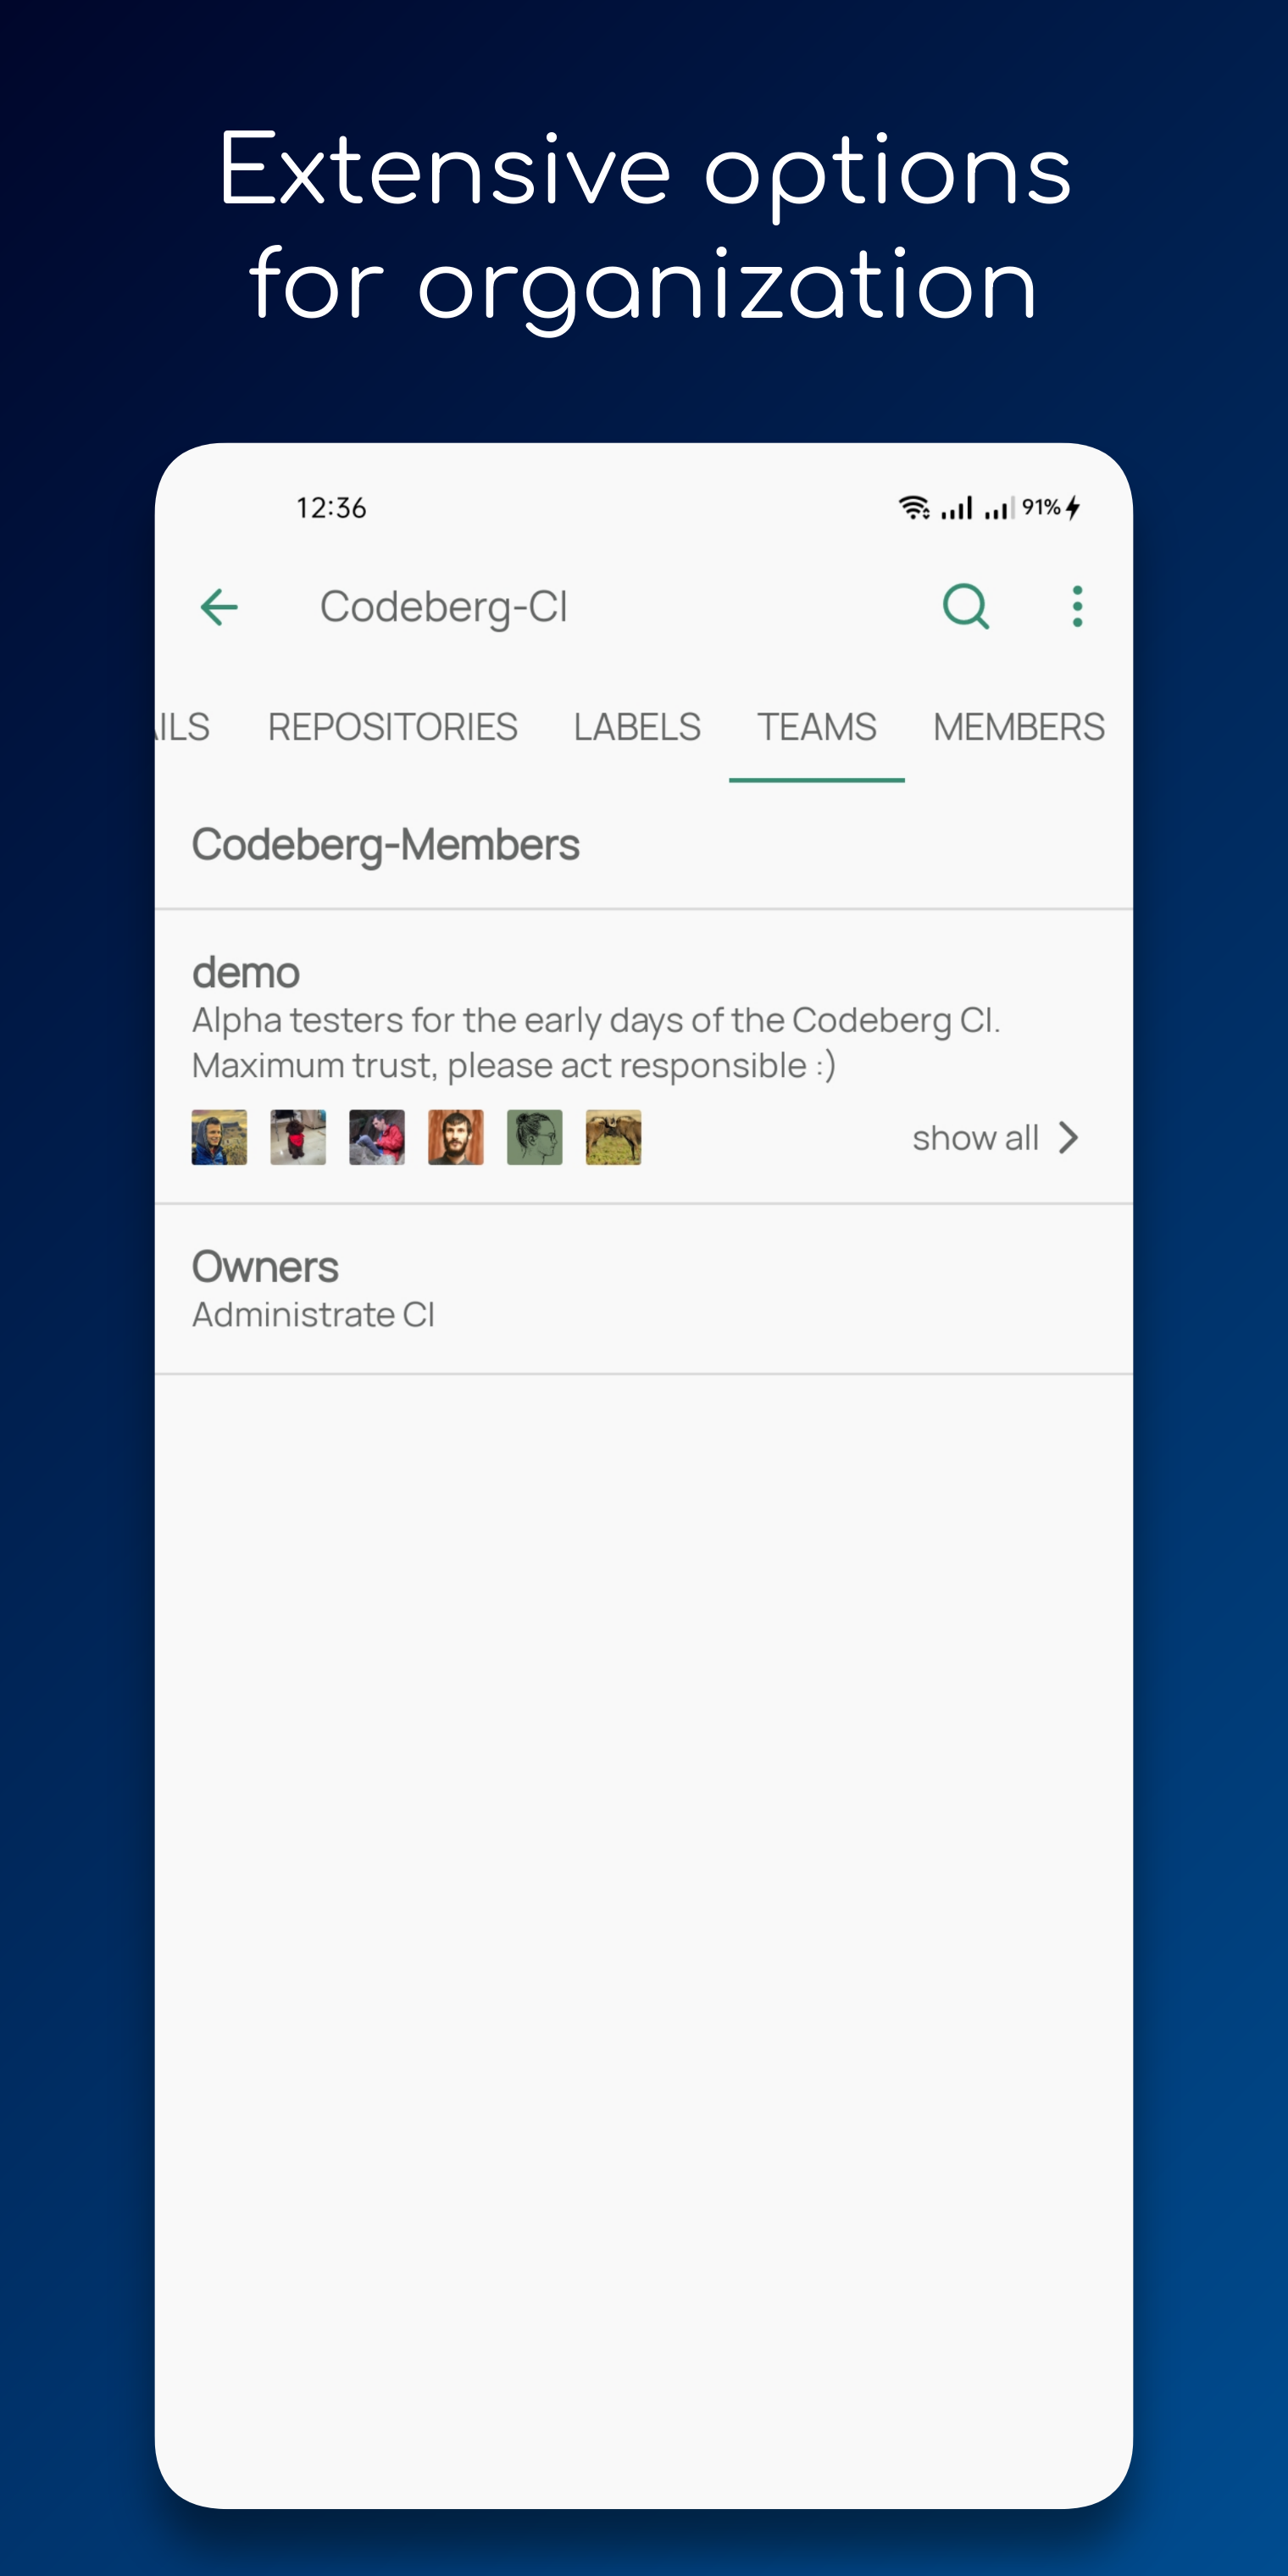 Extensive options
for organization
12:36
91%
Codeberg-CI
REPOSITORIES LABELS TEAMS MEMBERS
Codeberg-Members
demo
Alpha testers for the early days of the Codeberg CI.
Maximum trust, please act responsible :)
show all
Owners
Administrate CI